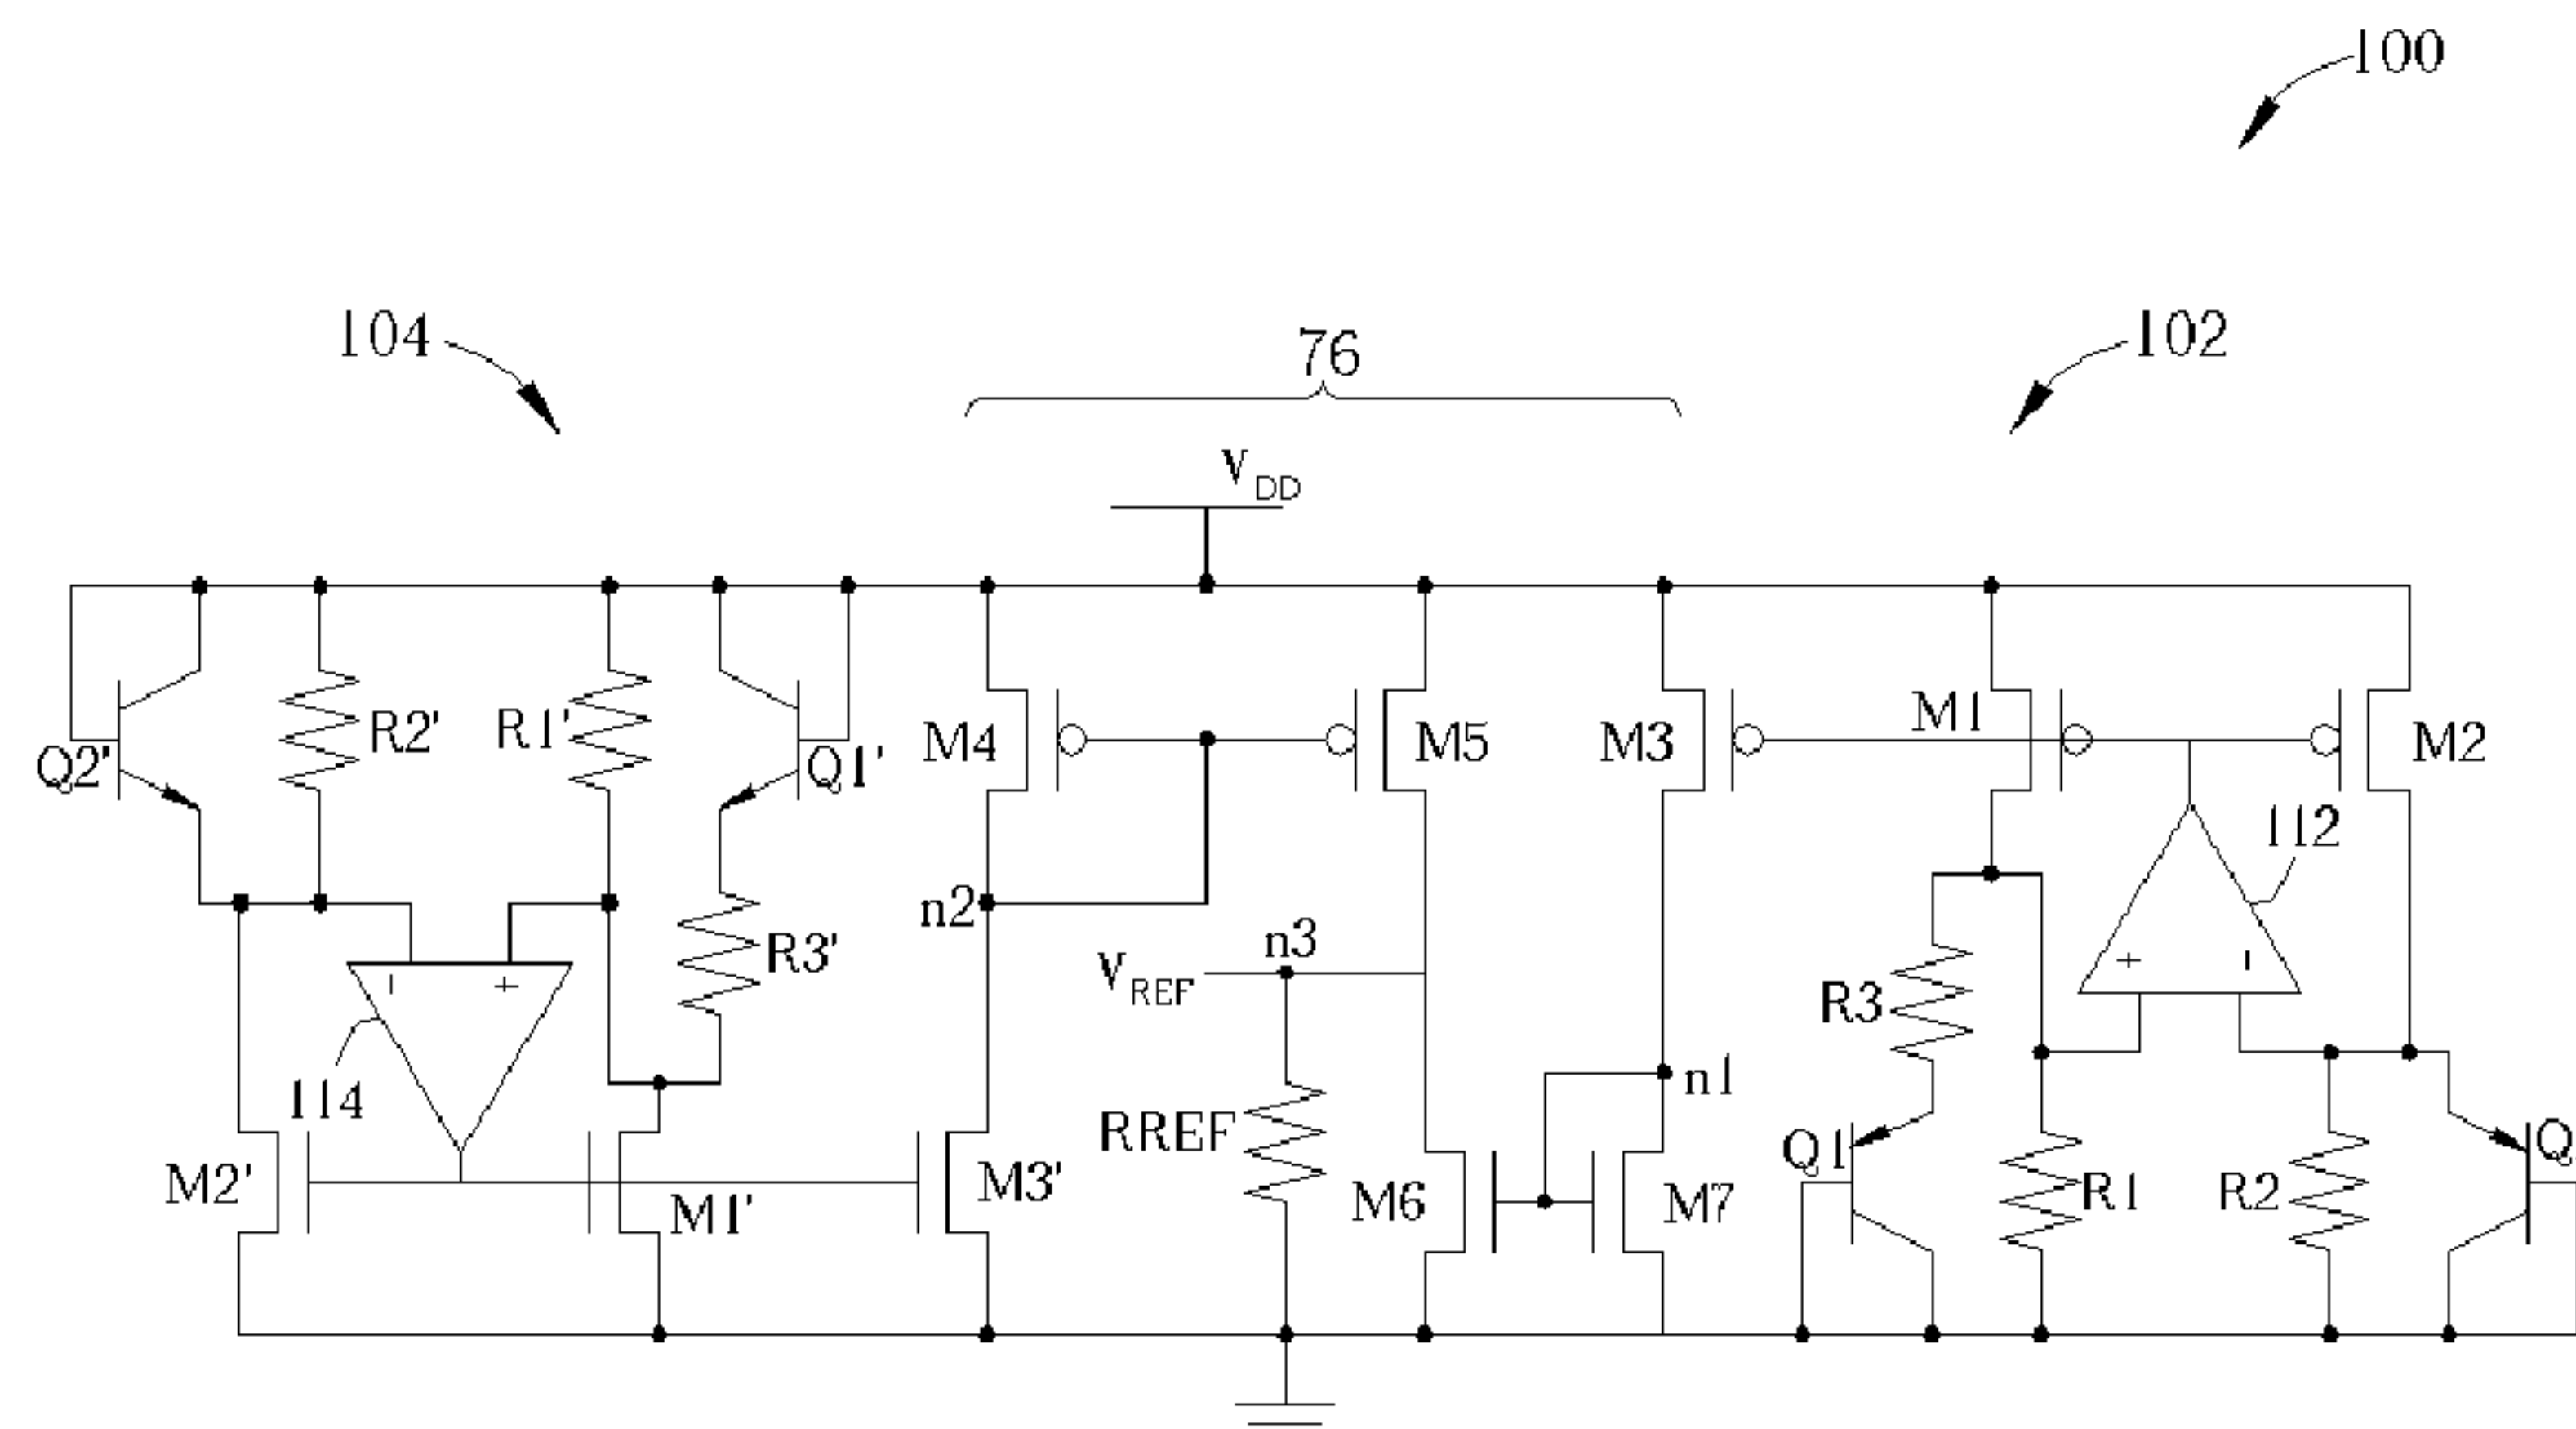 100
104
102
76
VDD
Q2'
R2'
R1'
Q1'
M4
M5
M3
M1
M2
112
n2
R3'
VREF
n3
- +
+ -
R3
n1
114
RREF
Q1
Q
M2'
M1'
M3'
M6
M7
R1
R2